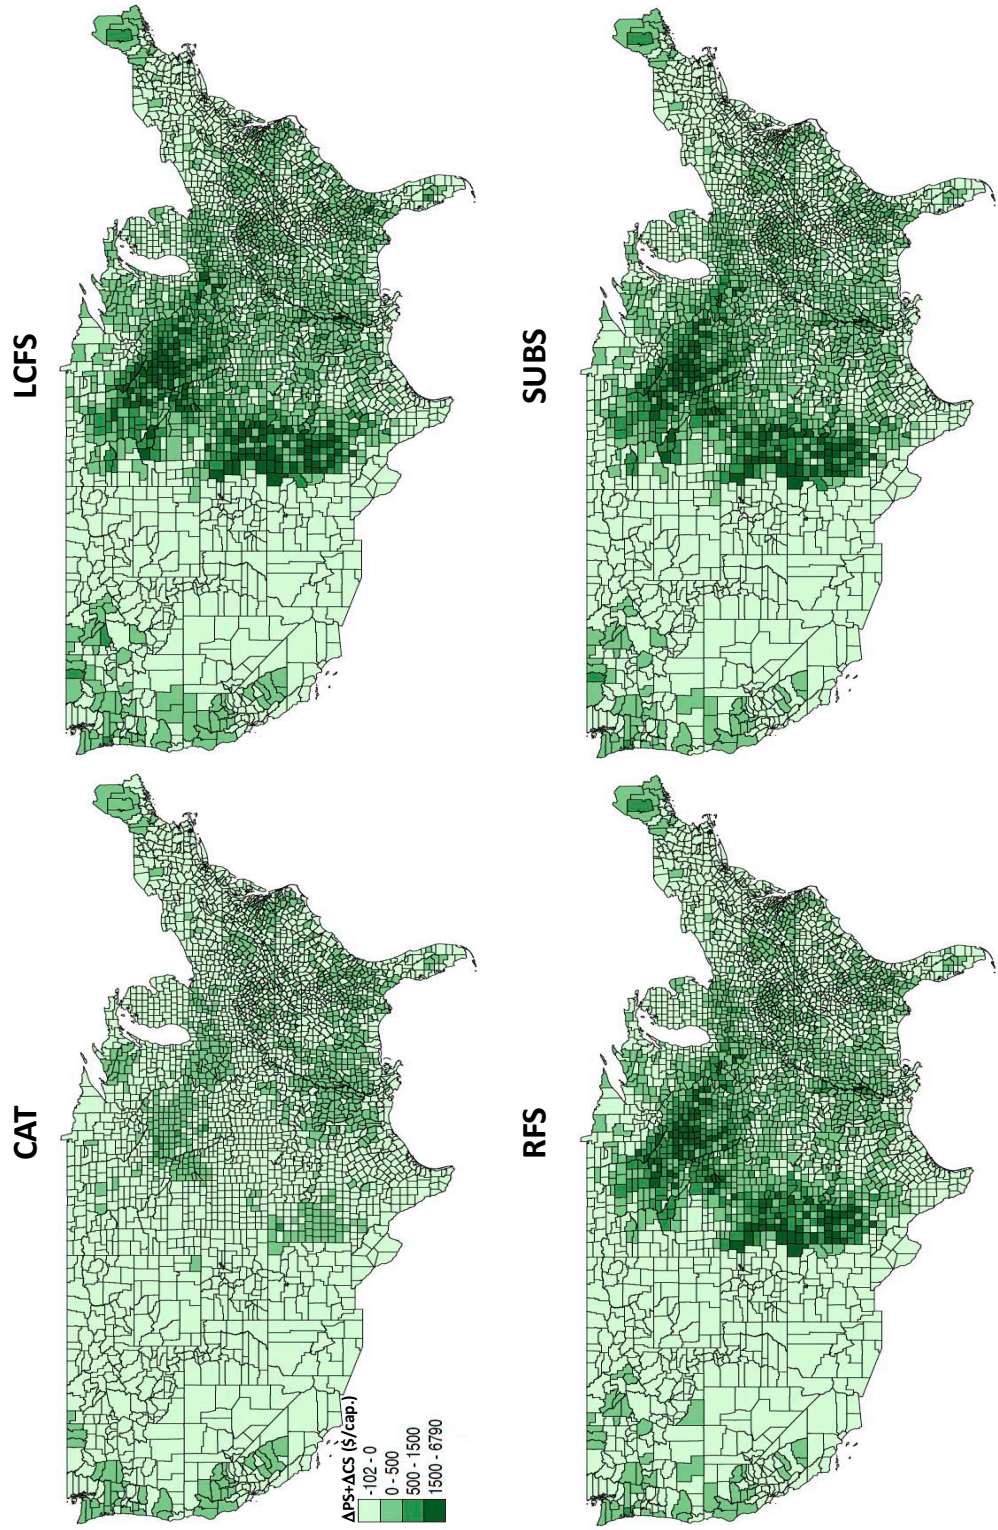 CAT
LCFS
ΔPS+ΔCS ($/cap.)
-102 - 0
0 - 500
500 - 1500
1500 - 6790
RFS
SUBS